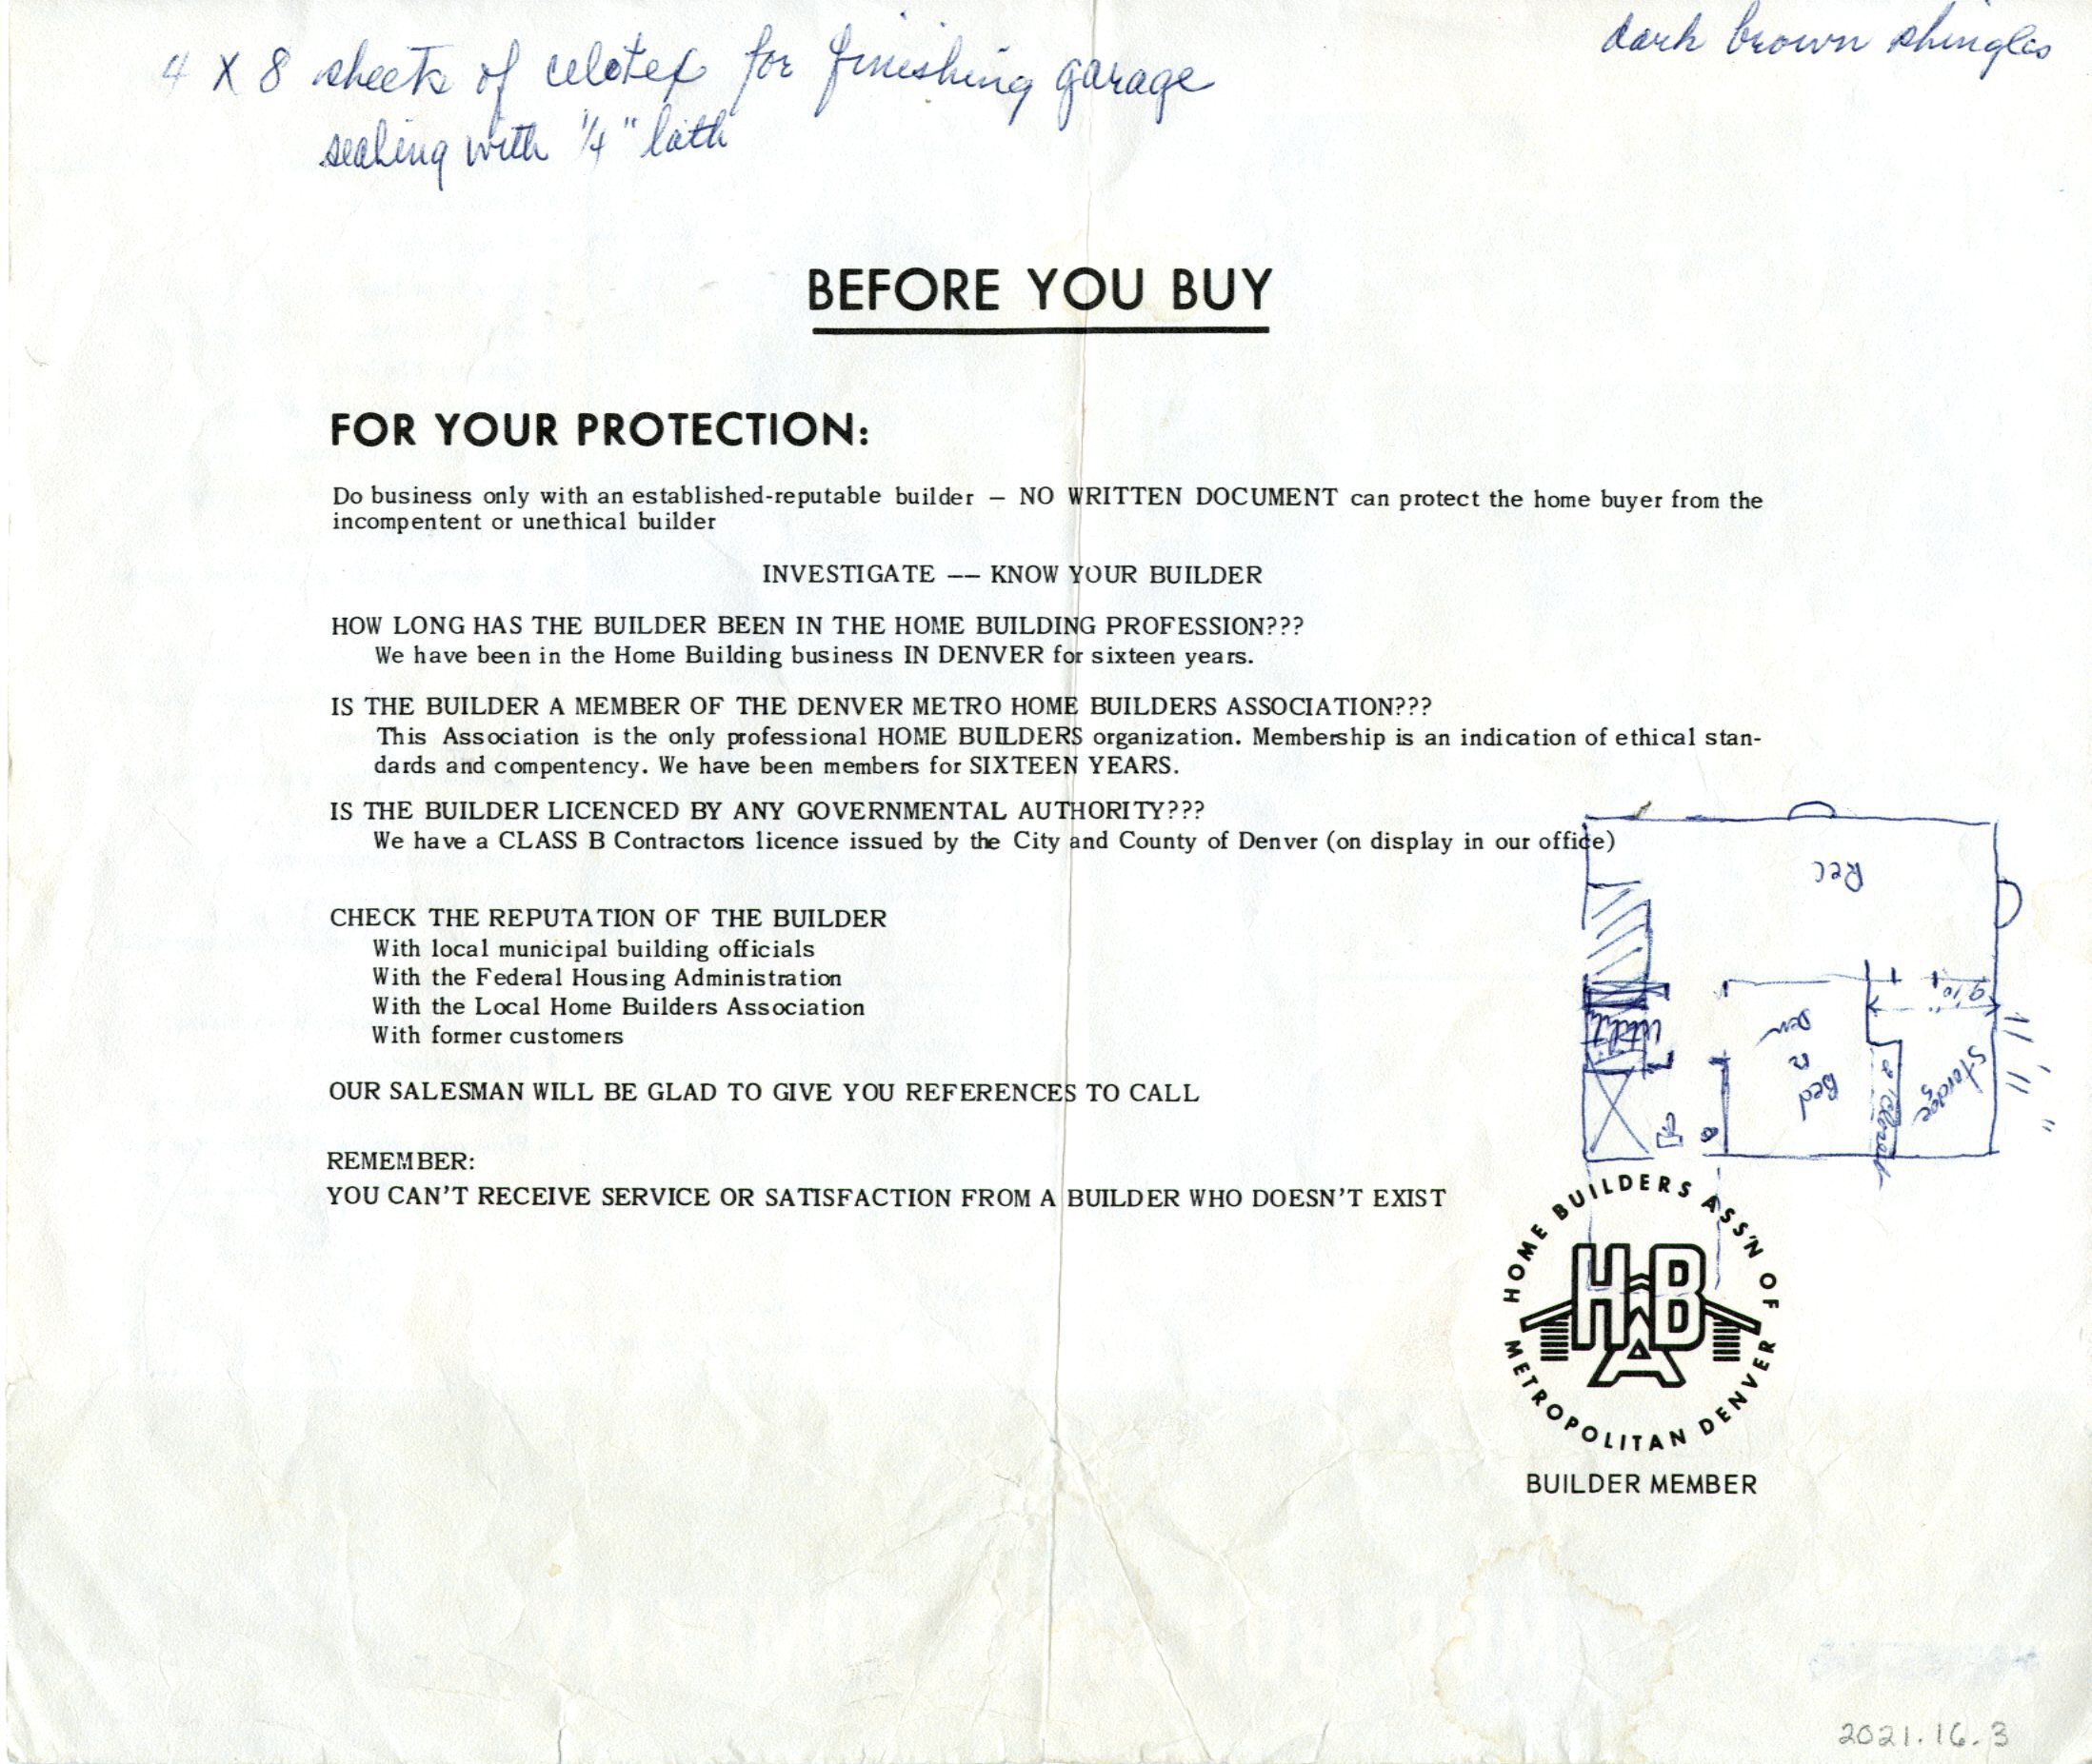 4 X 8 sheets of celotex for finishing garage
sealing with 1/4" lath
dark brown shingles
BEFORE YOU BUY
FOR YOUR PROTECTION:
Do business only with an established-reputable builder – NO WRITTEN DOCUMENT can protect the home buyer from the
incompentent or unethical builder
INVESTIGATE –– KNOW YOUR BUILDER
HOW LONG HAS THE BUILDER BEEN IN THE HOME BUILDING PROFESSION???
We have been in the Home Building business IN DENVER for sixteen years.
IS THE BUILDER A MEMBER OF THE DENVER METRO HOME BUILDERS ASSOCIATION???
This Association is the only professional HOME BUILDERS organization. Membership is an indication of ethical stan-
dards and compentency. We have been members for SIXTEEN YEARS.
IS THE BUILDER LICENCED BY ANY GOVERNMENTAL AUTHORITY???
We have a CLASS B Contractors licence issued by the City and County of Denver (on display in our office)
CHECK THE REPUTATION OF THE BUILDER
With local municipal building officials
With the Federal Housing Administration
With the Local Home Builders Association
With former customers
OUR SALESMAN WILL BE GLAD TO GIVE YOU REFERENCES TO CALL
REMEMBER:
YOU CAN'T RECEIVE SERVICE OR SATISFACTION FROM A BUILDER WHO DOESN'T EXIST
Rec
Den
Bed
Storage
Closet
HOME BUILDERS ASS'N OF
METROPOLITAN DENVER
HBA
BUILDER MEMBER
2021.16.3